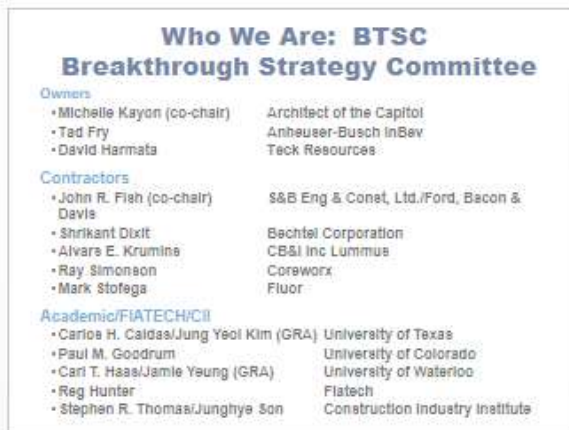 Who We Are: BTSC
Breakthrough Strategy Committee
Owners
• Michelle Kayon (co-chair) Architect of the Capitol
• Tad Fry Anheuser-Busch InBev
• David Harmata Teck Resources
Contractors
• John R. Fish (co-chair) S&B Eng & Const, Ltd./Ford, Bacon &
Davis
• Shrikant Dixit Bechtel Corporation
• Aivars E. Krumins CB&I Inc Lummus
• Ray Simonson Coreworx
• Mark Stofega Fluor
Academic/FIATECH/CII
• Carlos H. Caldas/Jung Yeol Kim (GRA) University of Texas
• Paul M. Goodrum University of Colorado
• Carl T. Haas/Jamie Yeung (GRA) University of Waterloo
• Reg Hunter Fiatech
• Stephen R. Thomas/Junghye Son Construction Industry Institute